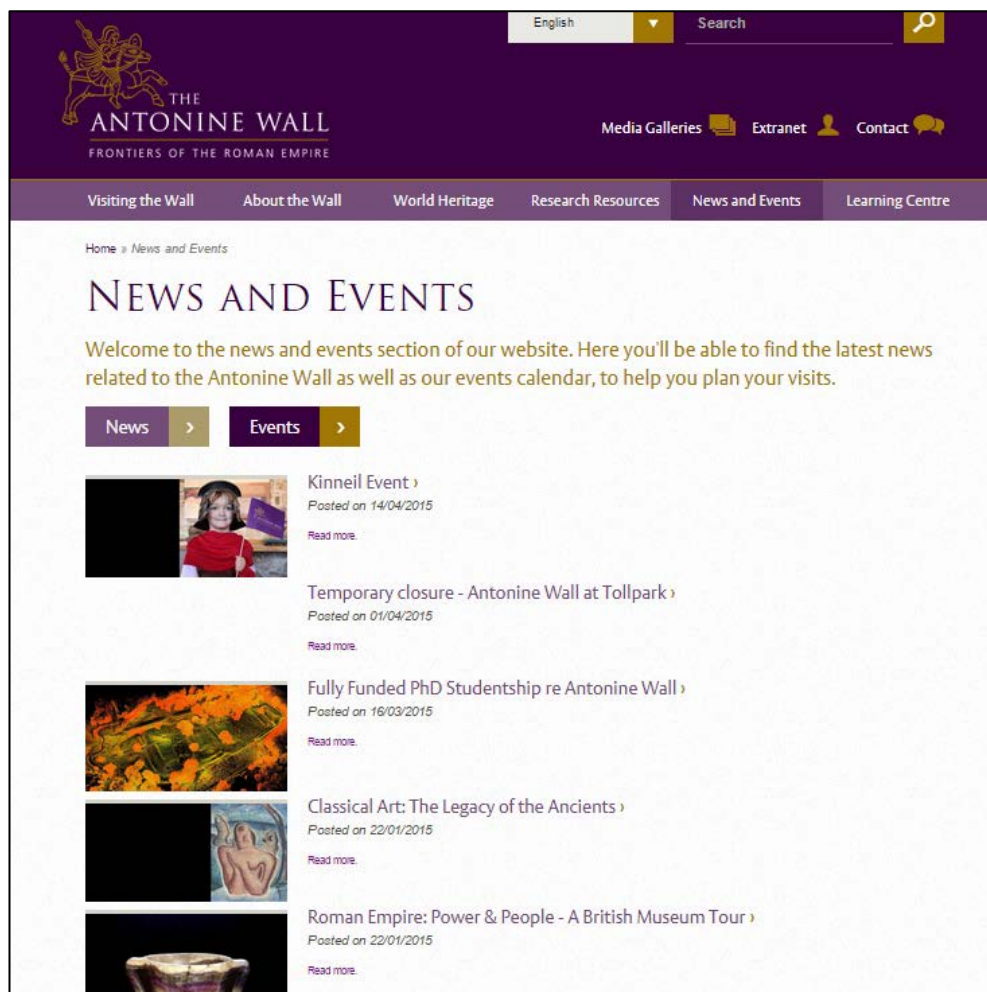 English
Search
THE
ANTONINE WALL
FRONTIERS OF THE ROMAN EMPIRE
Media Galleries
Extranet
Contact
Visiting the Wall
About the Wall
World Heritage
Research Resources
News and Events
Learning Centre
Home » News and Events
NEWS AND EVENTS
Welcome to the news and events section of our website. Here you'll be able to find the latest news
related to the Antonine Wall as well as our events calendar, to help you plan your visits.
News ›
Events ›
Kinneil Event ›
Posted on 14/04/2015
Read more.
Temporary closure - Antonine Wall at Tollpark ›
Posted on 01/04/2015
Read more.
Fully Funded PhD Studentship re Antonine Wall ›
Posted on 16/03/2015
Read more.
Classical Art: The Legacy of the Ancients ›
Posted on 22/01/2015
Read more.
Roman Empire: Power & People - A British Museum Tour ›
Posted on 22/01/2015
Read more.